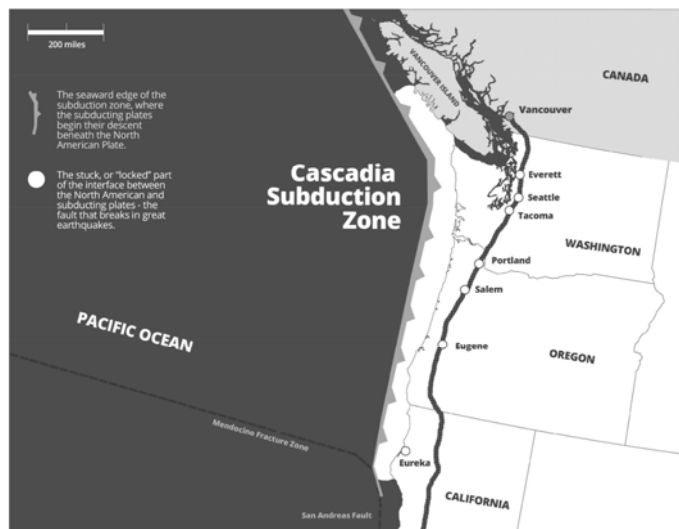 200 miles
The seaward edge of the
subduction zone, where
the subducting plates
begin their descent
beneath the North
American Plate.
The stuck, or "locked" part
of the interface between
the North American and
subducting plates - the
fault that breaks in great
earthquakes.
VANCOUVER ISLAND
CANADA
Vancouver
Cascadia
Subduction
Zone
Everett
Seattle
Tacoma
WASHINGTON
Portland
Salem
PACIFIC OCEAN
Eugene
OREGON
Mendocino Fracture Zone
Eureka
CALIFORNIA
San Andreas Fault